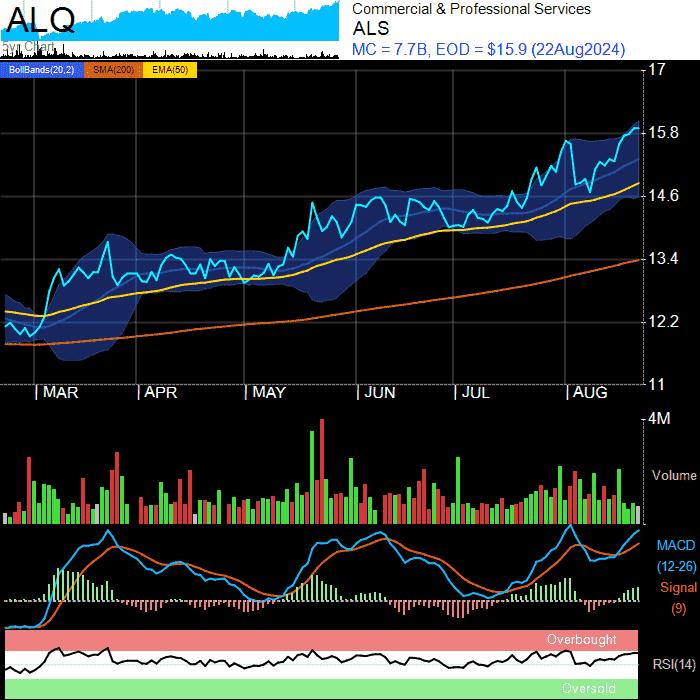 ALQ
5yr Chart
Commercial & Professional Services
ALS
MC = 7.7B, EOD = $15.9 (22Aug2024)
BollBands(20,2) SMA(200) EMA(50)
17
15.8
14.6
13.4
12.2
11
MAR APR MAY JUN JUL AUG
4M
Volume
MACD
(12-26)
Signal
(9)
Overbought
RSI(14)
Oversold